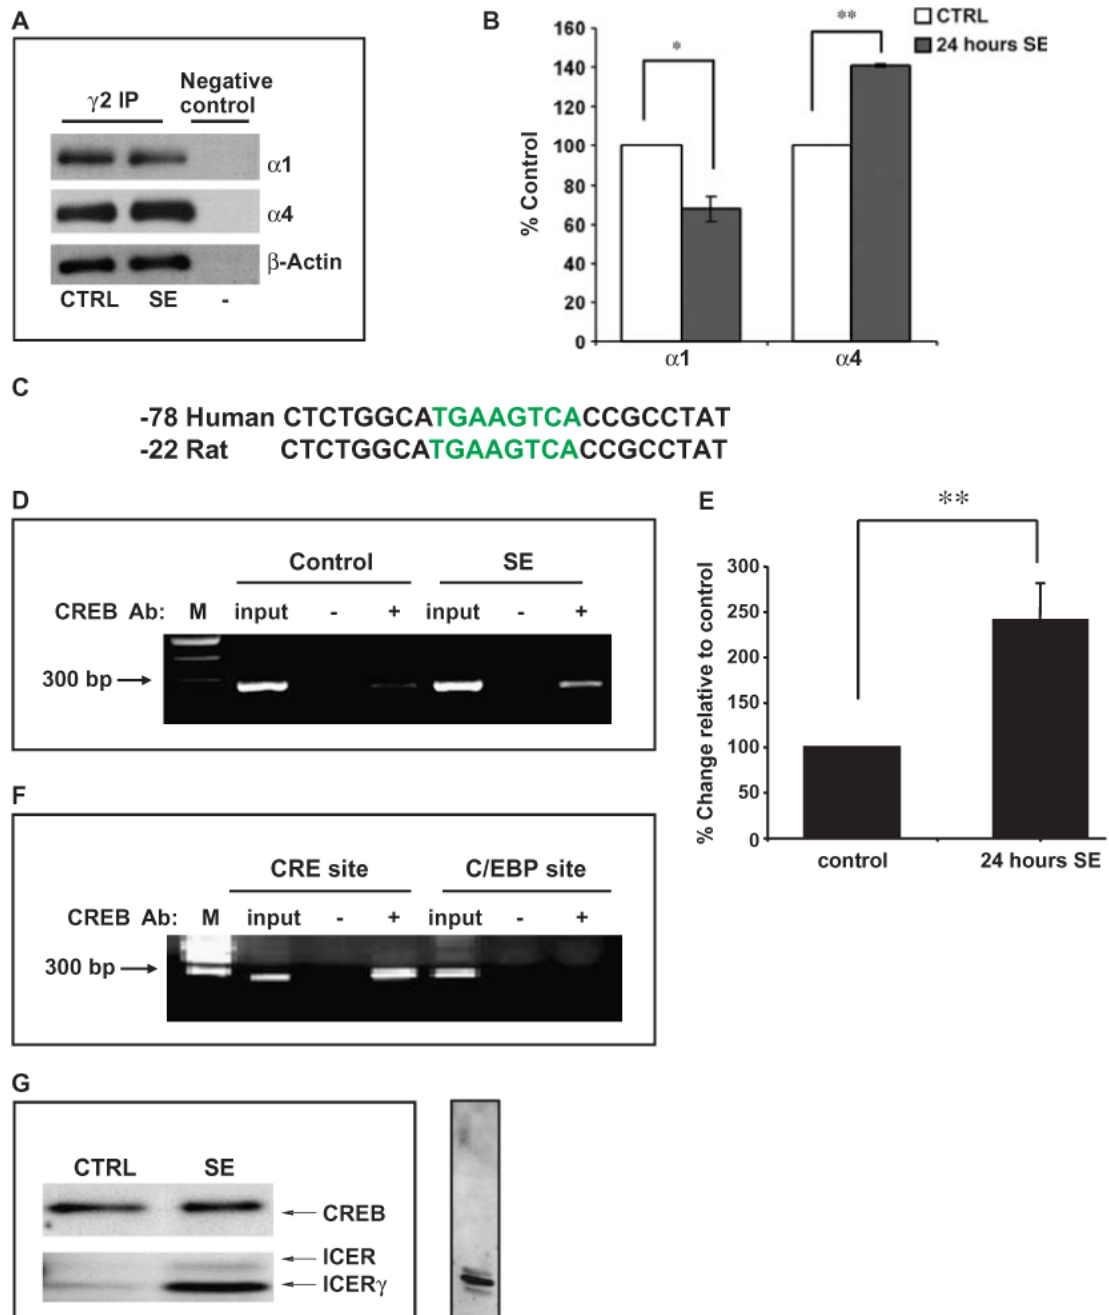 A
γ2 IP
Negative
control
α1
α4
β-Actin
CTRL SE -
B
CTRL
24 hours SE
% Control
160
140
120
100
80
60
40
20
0
*
**
α1 α4
C
-78 Human CTCTGGCATGAAGTCACCGCCTAT
-22 Rat CTCTGGCATGAAGTCACCGCCTAT
D
Control SE
CREB Ab: M input - + input - +
300 bp
E
**
% Change relative to control
300
250
200
150
100
50
0
control 24 hours SE
F
CRE site C/EBP site
CREB Ab: M input - + input - +
300 bp
G
CTRL SE
CREB
ICER
ICERγ